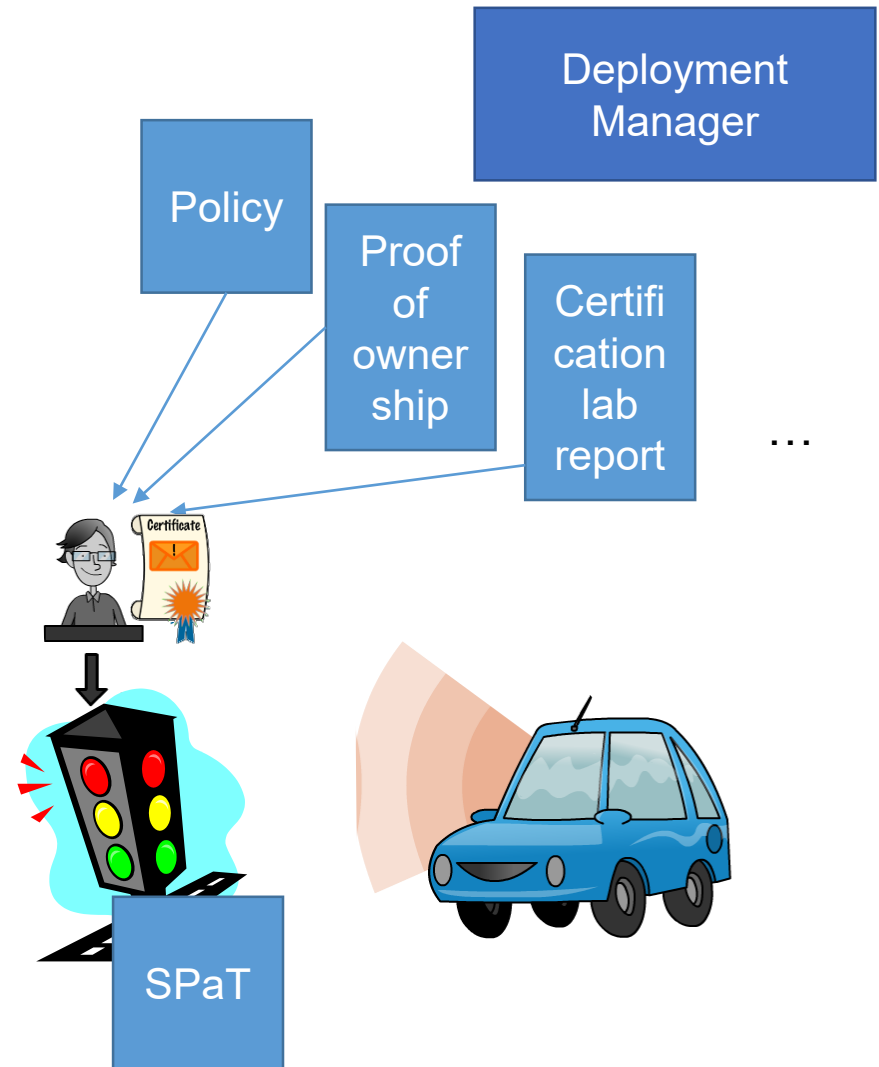 Deployment
Manager
Policy
Proof
of
owner
ship
Certifi
cation
lab
report
...
Certificate
!
SPaT